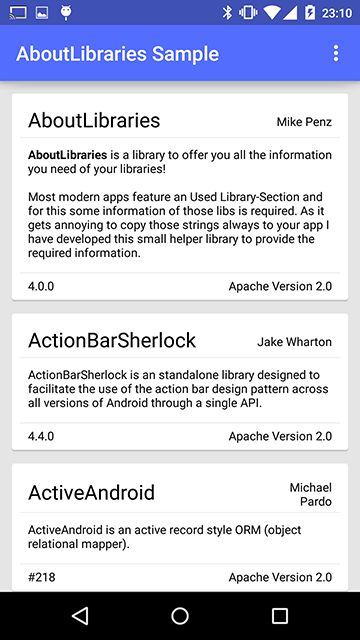 23:10
AboutLibraries Sample
AboutLibraries
Mike Penz
AboutLibraries is a library to offer you all the information
you need of your libraries!
Most modern apps feature an Used Library-Section and
for this some information of those libs is required. As it
gets annoying to copy those strings always to your app I
have developed this small helper library to provide the
required information.
4.0.0
Apache Version 2.0
ActionBarSherlock
Jake Wharton
ActionBarSherlock is an standalone library designed to
facilitate the use of the action bar design pattern across
all versions of Android through a single API.
4.4.0
Apache Version 2.0
ActiveAndroid
Michael
Pardo
ActiveAndroid is an active record style ORM (object
relational mapper).
#218
Apache Version 2.0